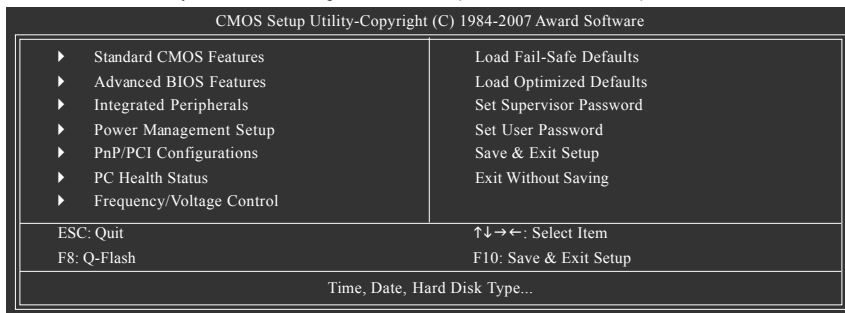 CMOS Setup Utility-Copyright (C) 1984-2007 Award Software
Standard CMOS Features
Advanced BIOS Features
Integrated Peripherals
Power Management Setup
PnP/PCI Configurations
PC Health Status
Frequency/Voltage Control
Load Fail-Safe Defaults
Load Optimized Defaults
Set Supervisor Password
Set User Password
Save & Exit Setup
Exit Without Saving
ESC: Quit
↑↓→←: Select Item
F8: Q-Flash
F10: Save & Exit Setup
Time, Date, Hard Disk Type...